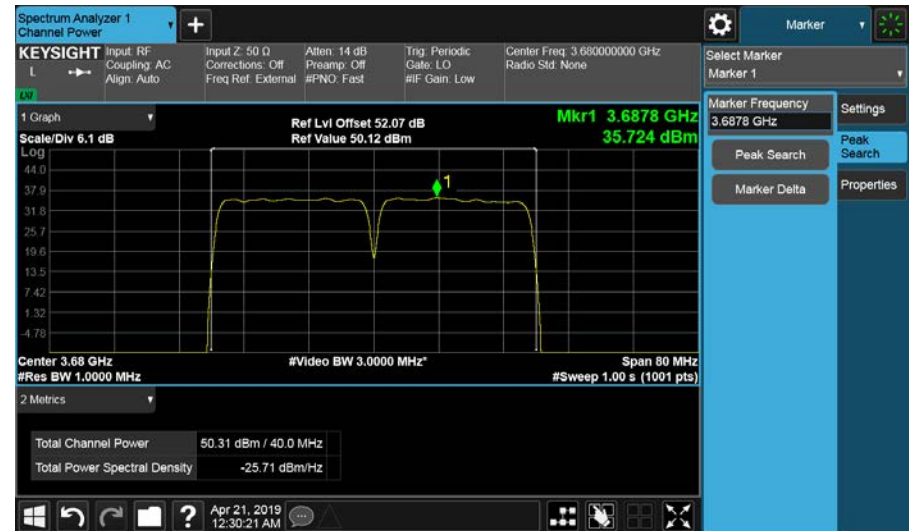 Spectrum Analyzer 1
Channel Power
+
Marker
KEYSIGHT
L
LXI
Input: RF
Coupling: AC
Align: Auto
Input Z: 50 Ω
Corrections: Off
Freq Ref: External
Atten: 14 dB
Preamp: Off
#PNO: Fast
Trig: Periodic
Gate: LO
#IF Gain: Low
Center Freq: 3.680000000 GHz
Radio Std: None
Select Marker
Marker 1
1 Graph
Scale/Div 6.1 dB
Log
Ref Lvl Offset 52.07 dB
Ref Value 50.12 dBm
Mkr1 3.6878 GHz
35.724 dBm
44.0
37.9
31.8
25.7
19.6
13.5
7.42
1.32
-4.78
1
Center 3.68 GHz
#Res BW 1.0000 MHz
#Video BW 3.0000 MHz*
Span 80 MHz
#Sweep 1.00 s (1001 pts)
Marker Frequency
3.6878 GHz
Peak Search
Marker Delta
Settings
Peak
Search
Properties
2 Metrics
Total Channel Power 50.31 dBm / 40.0 MHz
Total Power Spectral Density -25.71 dBm/Hz
?
Apr 21, 2019
12:30:21 AM